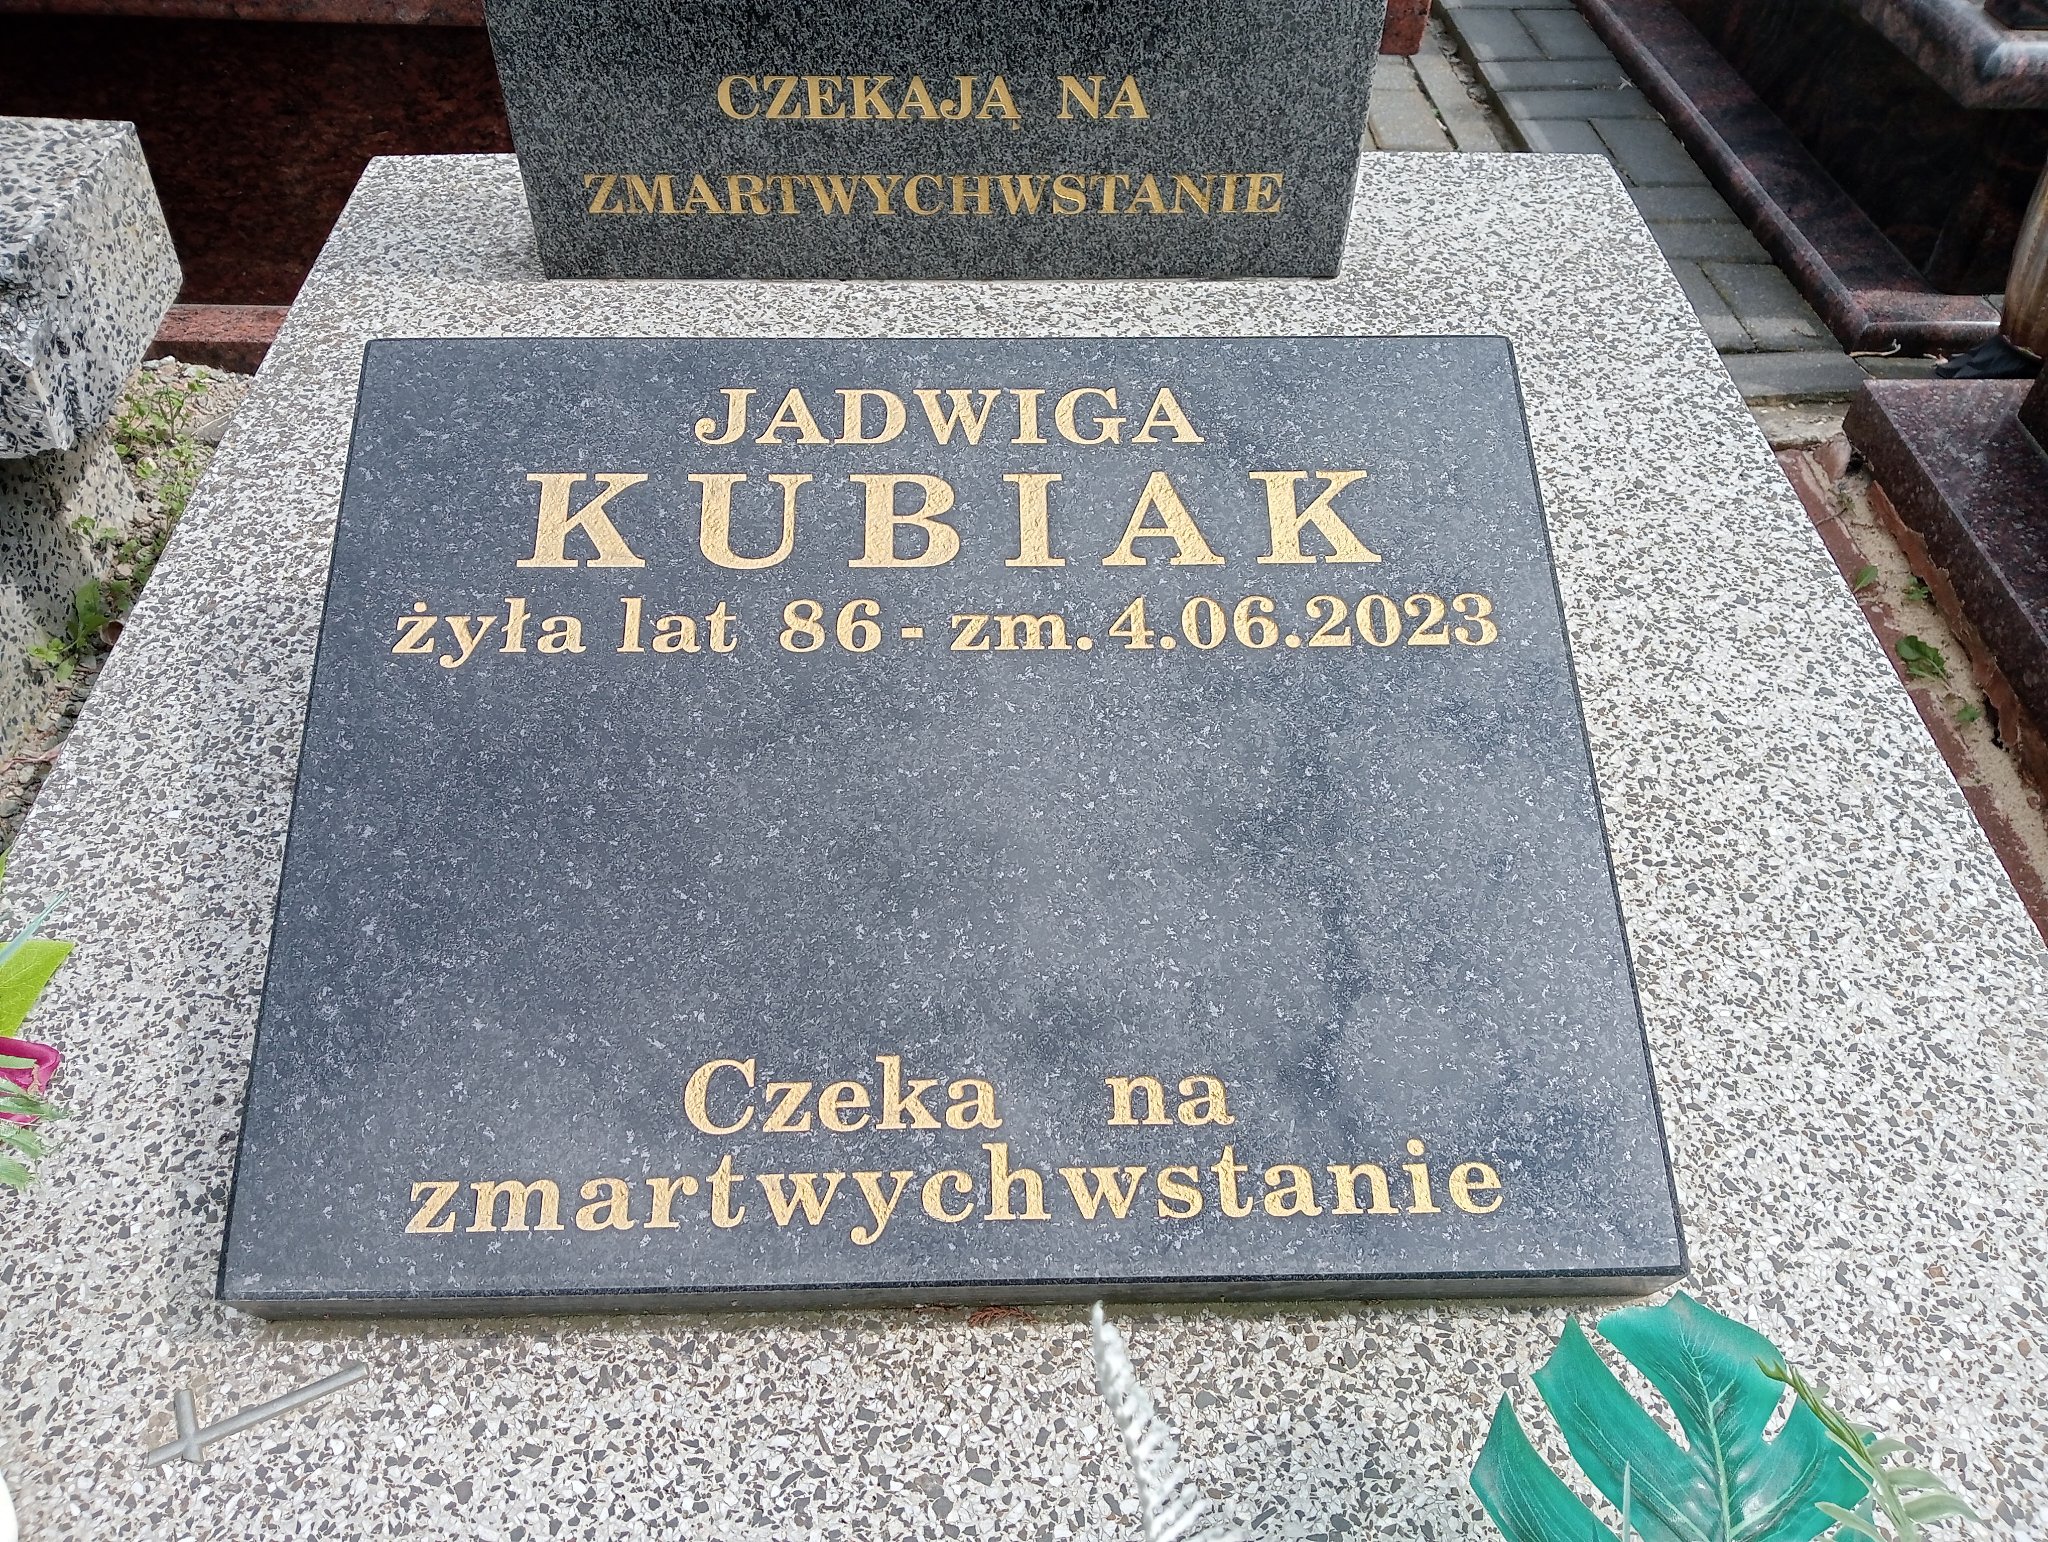 CZEKAJĄ NA
ZMARTWYCHWSTANIE
JADWIGA
KUBIAK
żyła lat 86 - zm. 4.06.2023
Czeka na
zmartwychwstanie